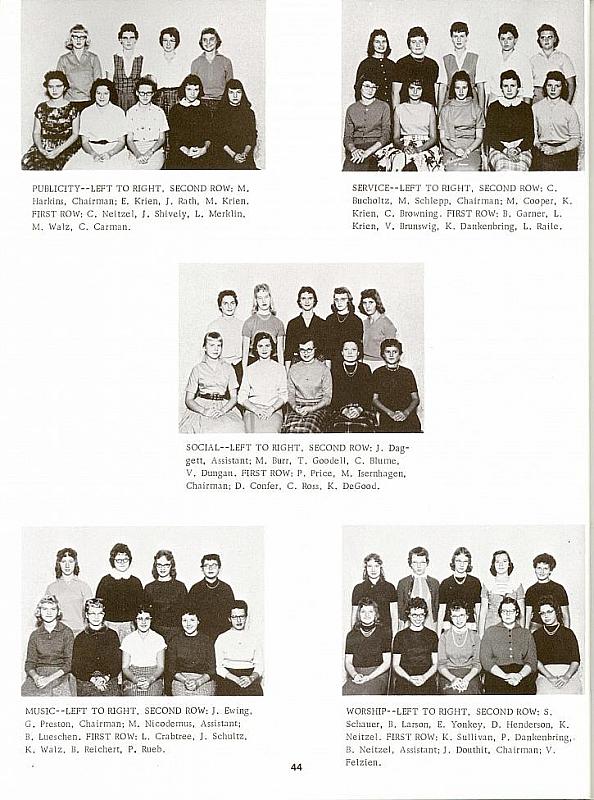 PUBLICITY--LEFT TO RIGHT, SECOND ROW: M.
Harkins, Chairman; E. Krien, J. Rath, M. Krien.
FIRST ROW: C. Neitzel, J. Shively, L. Merklin,
M. Walz, C. Carman.
SERVICE--LEFT TO RIGHT, SECOND ROW: C.
Bucholtz, M. Schlepp, Chairman; M. Cooper, K.
Krien, C. Browning. FIRST ROW: B. Garner, L.
Krien, V. Brunswig, K. Dankenbring, L. Raile.
SOCIAL--LEFT TO RIGHT, SECOND ROW: J. Dag-
gett, Assistant; M. Burr, T. Goodell, C. Blume,
V. Dungan. FIRST ROW: P. Price, M. Isernhagen,
Chairman; D. Confer, C. Ross, K. DeGood.
MUSIC--LEFT TO RIGHT, SECOND ROW: J. Ewing,
G. Preston, Chairman; M. Nicodemus, Assistant;
B. Lueschen. FIRST ROW: L. Crabtree, J. Schultz,
K. Walz, B. Reichert, P. Rueb.
WORSHIP--LEFT TO RIGHT, SECOND ROW: S.
Schauer, B. Larson, E. Yonkey, D. Henderson, K.
Neitzel. FIRST ROW: K. Sullivan, P. Dankenbring,
B. Neitzel, Assistant; J. Douthit, Chairman; V.
Felzien.
44